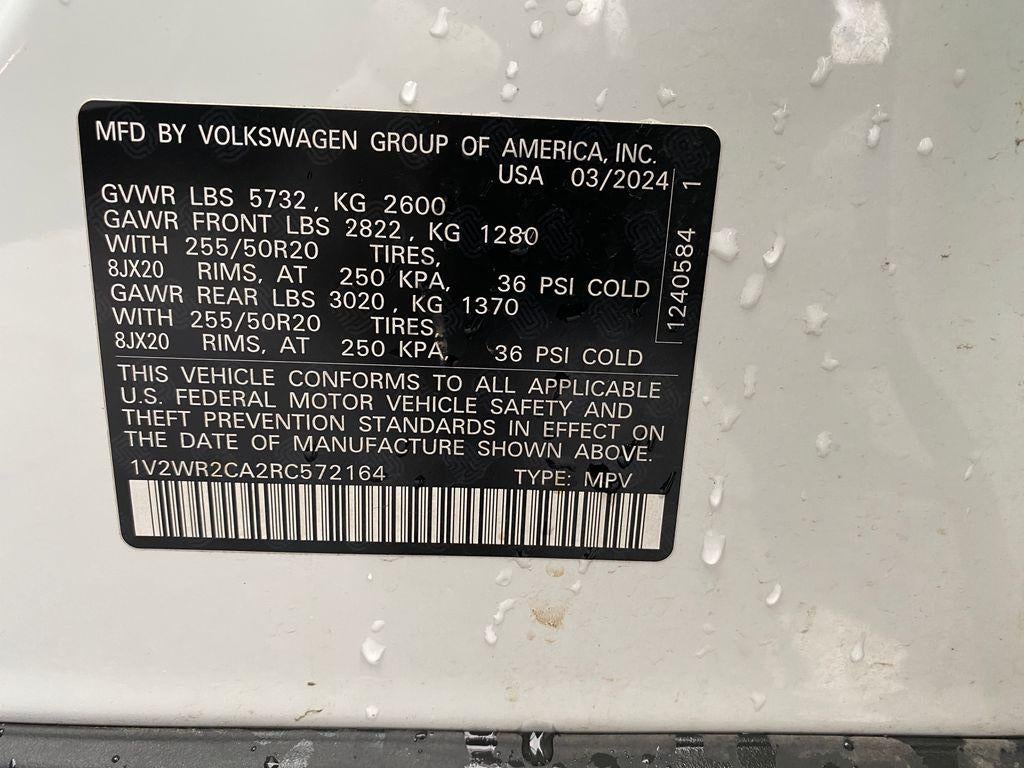 MFD BY VOLKSWAGEN GROUP OF AMERICA, INC.
USA 03/2024
GVWR LBS 5732, KG 2600
GAWR FRONT LBS 2822, KG 1280
WITH 255/50R20 TIRES,
8JX20 RIMS, AT 250 KPA, 36 PSI COLD
GAWR REAR LBS 3020, KG 1370
WITH 255/50R20 TIRES,
8JX20 RIMS, AT 250 KPA, 36 PSI COLD
1240584 1
THIS VEHICLE CONFORMS TO ALL APPLICABLE
U.S. FEDERAL MOTOR VEHICLE SAFETY AND
THEFT PREVENTION STANDARDS IN EFFECT ON
THE DATE OF MANUFACTURE SHOWN ABOVE.
1V2WR2CA2RC572164 TYPE: MPV